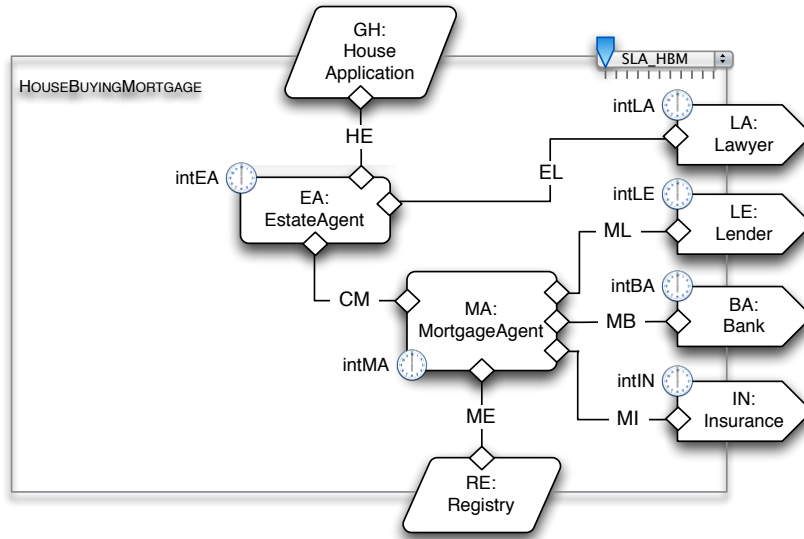 GH:
House
Application
SLA_HBM
HOUSEBUYINGMORTGAGE
intLA
LA:
Lawyer
HE
EL
intEA
EA:
EstateAgent
intLE
LE:
Lender
ML
CM
MA:
MortgageAgent
intBA
BA:
Bank
MB
intMA
intIN
IN:
Insurance
ME
MI
RE:
Registry